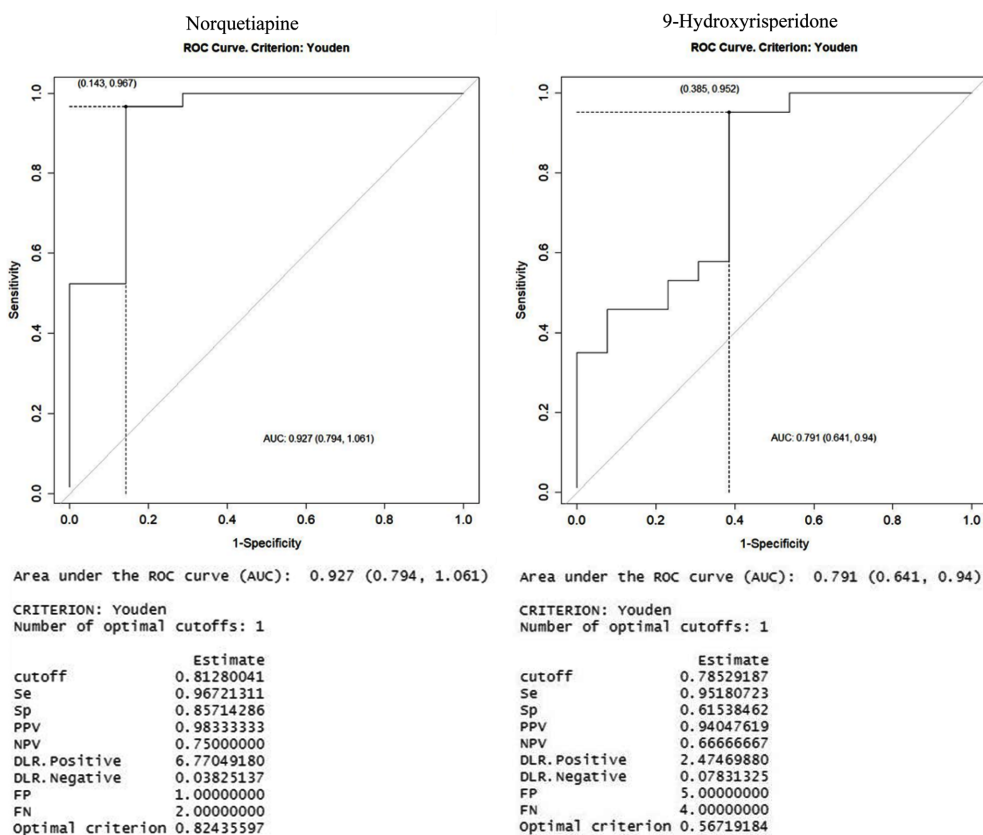 Norquetiapine
ROC Curve. Criterion: Youden
(0.143, 0.967)
1.0
0.8
0.6
0.4
0.2
0.0
Sensitivity
AUC: 0.927 (0.794, 1.061)
0.0 0.2 0.4 0.6 0.8 1.0
1-Specificity
Area under the ROC curve (AUC): 0.927 (0.794, 1.061)
CRITERION: Youden
Number of optimal cutoffs: 1
Estimate
cutoff 0.81280041
Se 0.96721311
Sp 0.85714286
PPV 0.98333333
NPV 0.75000000
DLR.Positive 6.77049180
DLR.Negative 0.03825137
FP 1.00000000
FN 2.00000000
Optimal criterion 0.82435597
9-Hydroxyrisperidone
ROC Curve. Criterion: Youden
(0.385, 0.952)
1.0
0.8
0.6
0.4
0.2
0.0
Sensitivity
AUC: 0.791 (0.641, 0.94)
0.0 0.2 0.4 0.6 0.8 1.0
1-Specificity
Area under the ROC curve (AUC): 0.791 (0.641, 0.94)
CRITERION: Youden
Number of optimal cutoffs: 1
Estimate
cutoff 0.78529187
Se 0.95180723
Sp 0.61538462
PPV 0.94047619
NPV 0.66666667
DLR.Positive 2.47469880
DLR.Negative 0.07831325
FP 5.00000000
FN 4.00000000
Optimal criterion 0.56719184